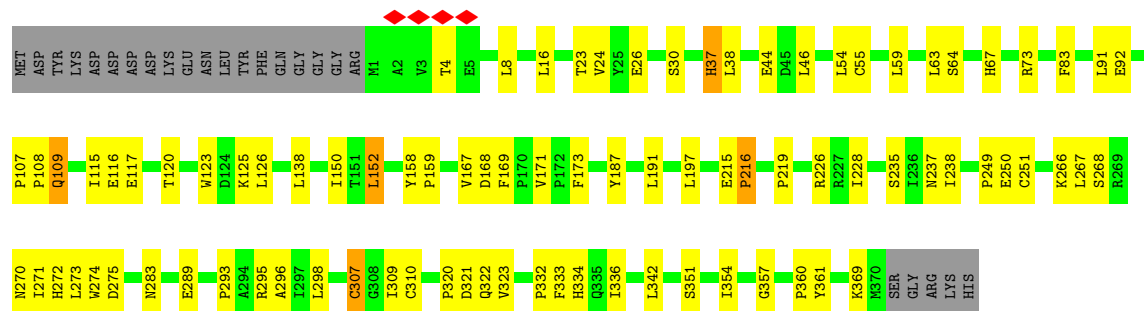 MET ASP TYR LYS ASP ASP ASP ASP LYS GLU ASN LEU TYR PHE GLN GLY GLY GLY ARG M1 A2 V3 T4 E5 L8 L16 T23 V24 Y25 E26 S30 H37 L38 E44 D45 L46 L54 C55 L59 L63 S64 H67 R73 F83 L91 E92
P107 P108 Q109 I115 E116 E117 T120 W123 D124 K125 L126 L138 I150 T151 L152 Y158 P159 V167 D168 F169 P170 V171 P172 F173 Y187 L191 L197 E215 P216 P219 R226 R227 I228 S235 I236 N237 I238 P249 E250 C251 K266 L267 S268 R269
N270 I271 H272 L273 W274 D275 N283 E289 P293 A294 R295 A296 I297 L298 C307 G308 I309 C310 P320 D321 Q322 V323 P332 F333 H334 Q335 I336 L342 S351 I354 G357 P360 Y361 K369 M370 SER GLY ARG LYS HIS